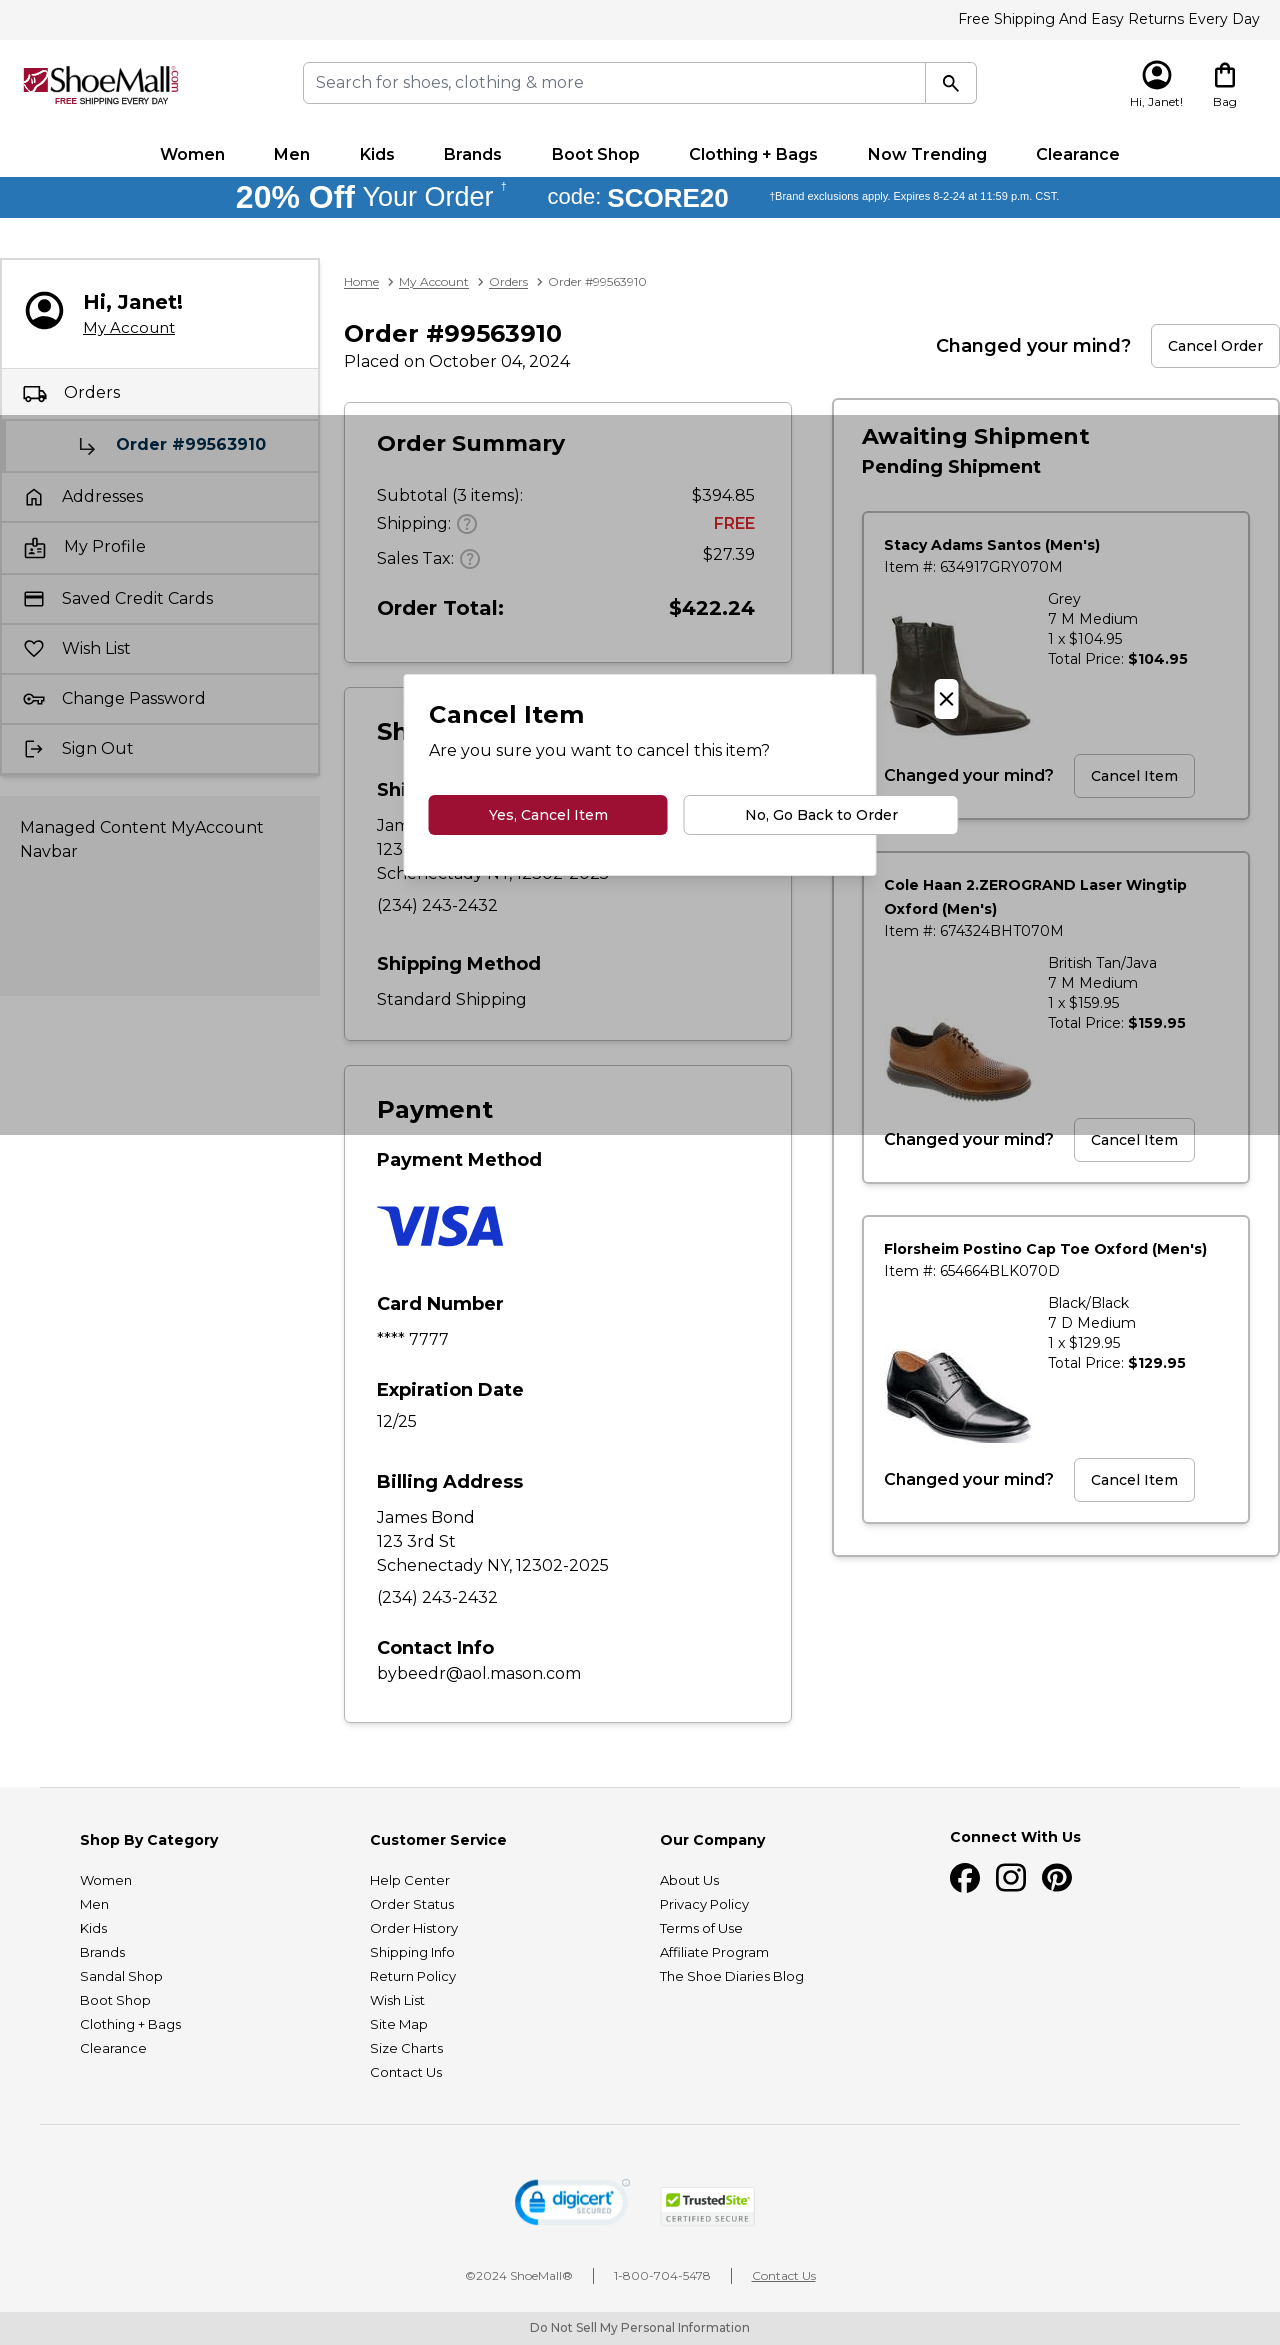 Free Shipping And Easy Returns Every Day
ShoeMall.com
FREE SHIPPING EVERY DAY
Search for shoes, clothing & more
Hi, Janet!
Bag
Women
Men
Kids
Brands
Boot Shop
Clothing + Bags
Now Trending
Clearance
20% Off Your Order †
code: SCORE20
†Brand exclusions apply. Expires 8-2-24 at 11:59 p.m. CST.
Hi, Janet!
My Account
Orders
Order #99563910
Addresses
My Profile
Saved Credit Cards
Wish List
Change Password
Sign Out
Managed Content MyAccount
Navbar
Home
My Account
Orders
Order #99563910
Order #99563910
Placed on October 04, 2024
Changed your mind?
Cancel Order
Order Summary
Subtotal (3 items):
$394.85
Shipping:
FREE
Sales Tax:
$27.39
Order Total:
$422.24
Cancel Item
Are you sure you want to cancel this item?
Yes, Cancel Item
No, Go Back to Order
(234) 243-2432
Shipping Method
Standard Shipping
Payment
Payment Method
VISA
Card Number
**** 7777
Expiration Date
12/25
Billing Address
James Bond
123 3rd St
Schenectady NY, 12302-2025
(234) 243-2432
Contact Info
bybeedr@aol.mason.com
Awaiting Shipment
Pending Shipment
Stacy Adams Santos (Men's)
Item #: 634917GRY070M
Grey
7 M Medium
1 x $104.95
Total Price: $104.95
Changed your mind?
Cancel Item
Cole Haan 2.ZEROGRAND Laser Wingtip
Oxford (Men's)
Item #: 674324BHT070M
British Tan/Java
7 M Medium
1 x $159.95
Total Price: $159.95
Changed your mind?
Cancel Item
Florsheim Postino Cap Toe Oxford (Men's)
Item #: 654664BLK070D
Black/Black
7 D Medium
1 x $129.95
Total Price: $129.95
Changed your mind?
Cancel Item
Shop By Category
Women
Men
Kids
Brands
Sandal Shop
Boot Shop
Clothing + Bags
Clearance
Customer Service
Help Center
Order Status
Order History
Shipping Info
Return Policy
Wish List
Site Map
Size Charts
Contact Us
Our Company
About Us
Privacy Policy
Terms of Use
Affiliate Program
The Shoe Diaries Blog
Connect With Us
digicert
SECURED
TrustedSite
CERTIFIED SECURE
©2024 ShoeMall®
1-800-704-5478
Contact Us
Do Not Sell My Personal Information